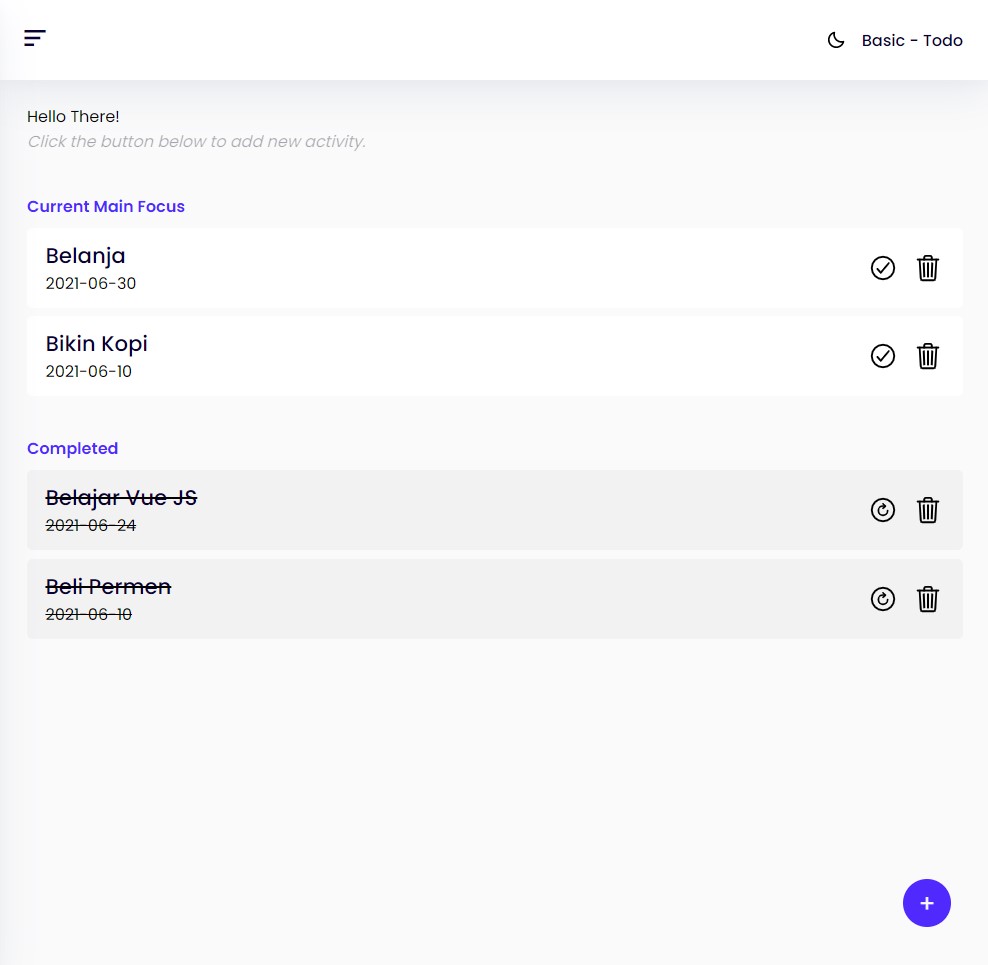 Basic - Todo
Hello There!
Click the button below to add new activity.
Current Main Focus
Belanja
2021-06-30
Bikin Kopi
2021-06-10
Completed
Belajar Vue JS
2021-06-24
Beli Permen
2021-06-10
+